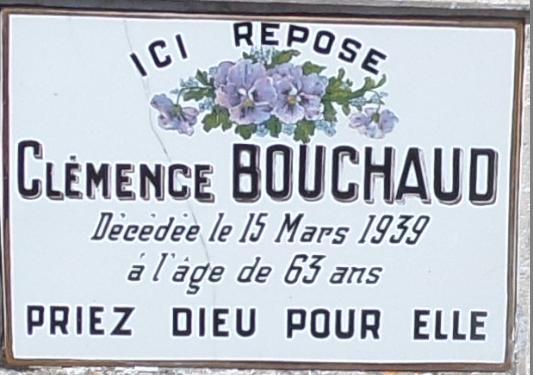 ICI REPOSE
CLÉMENCE BOUCHAUD
Décédée le 15 Mars 1939
à l'âge de 63 ans
PRIEZ DIEU POUR ELLE